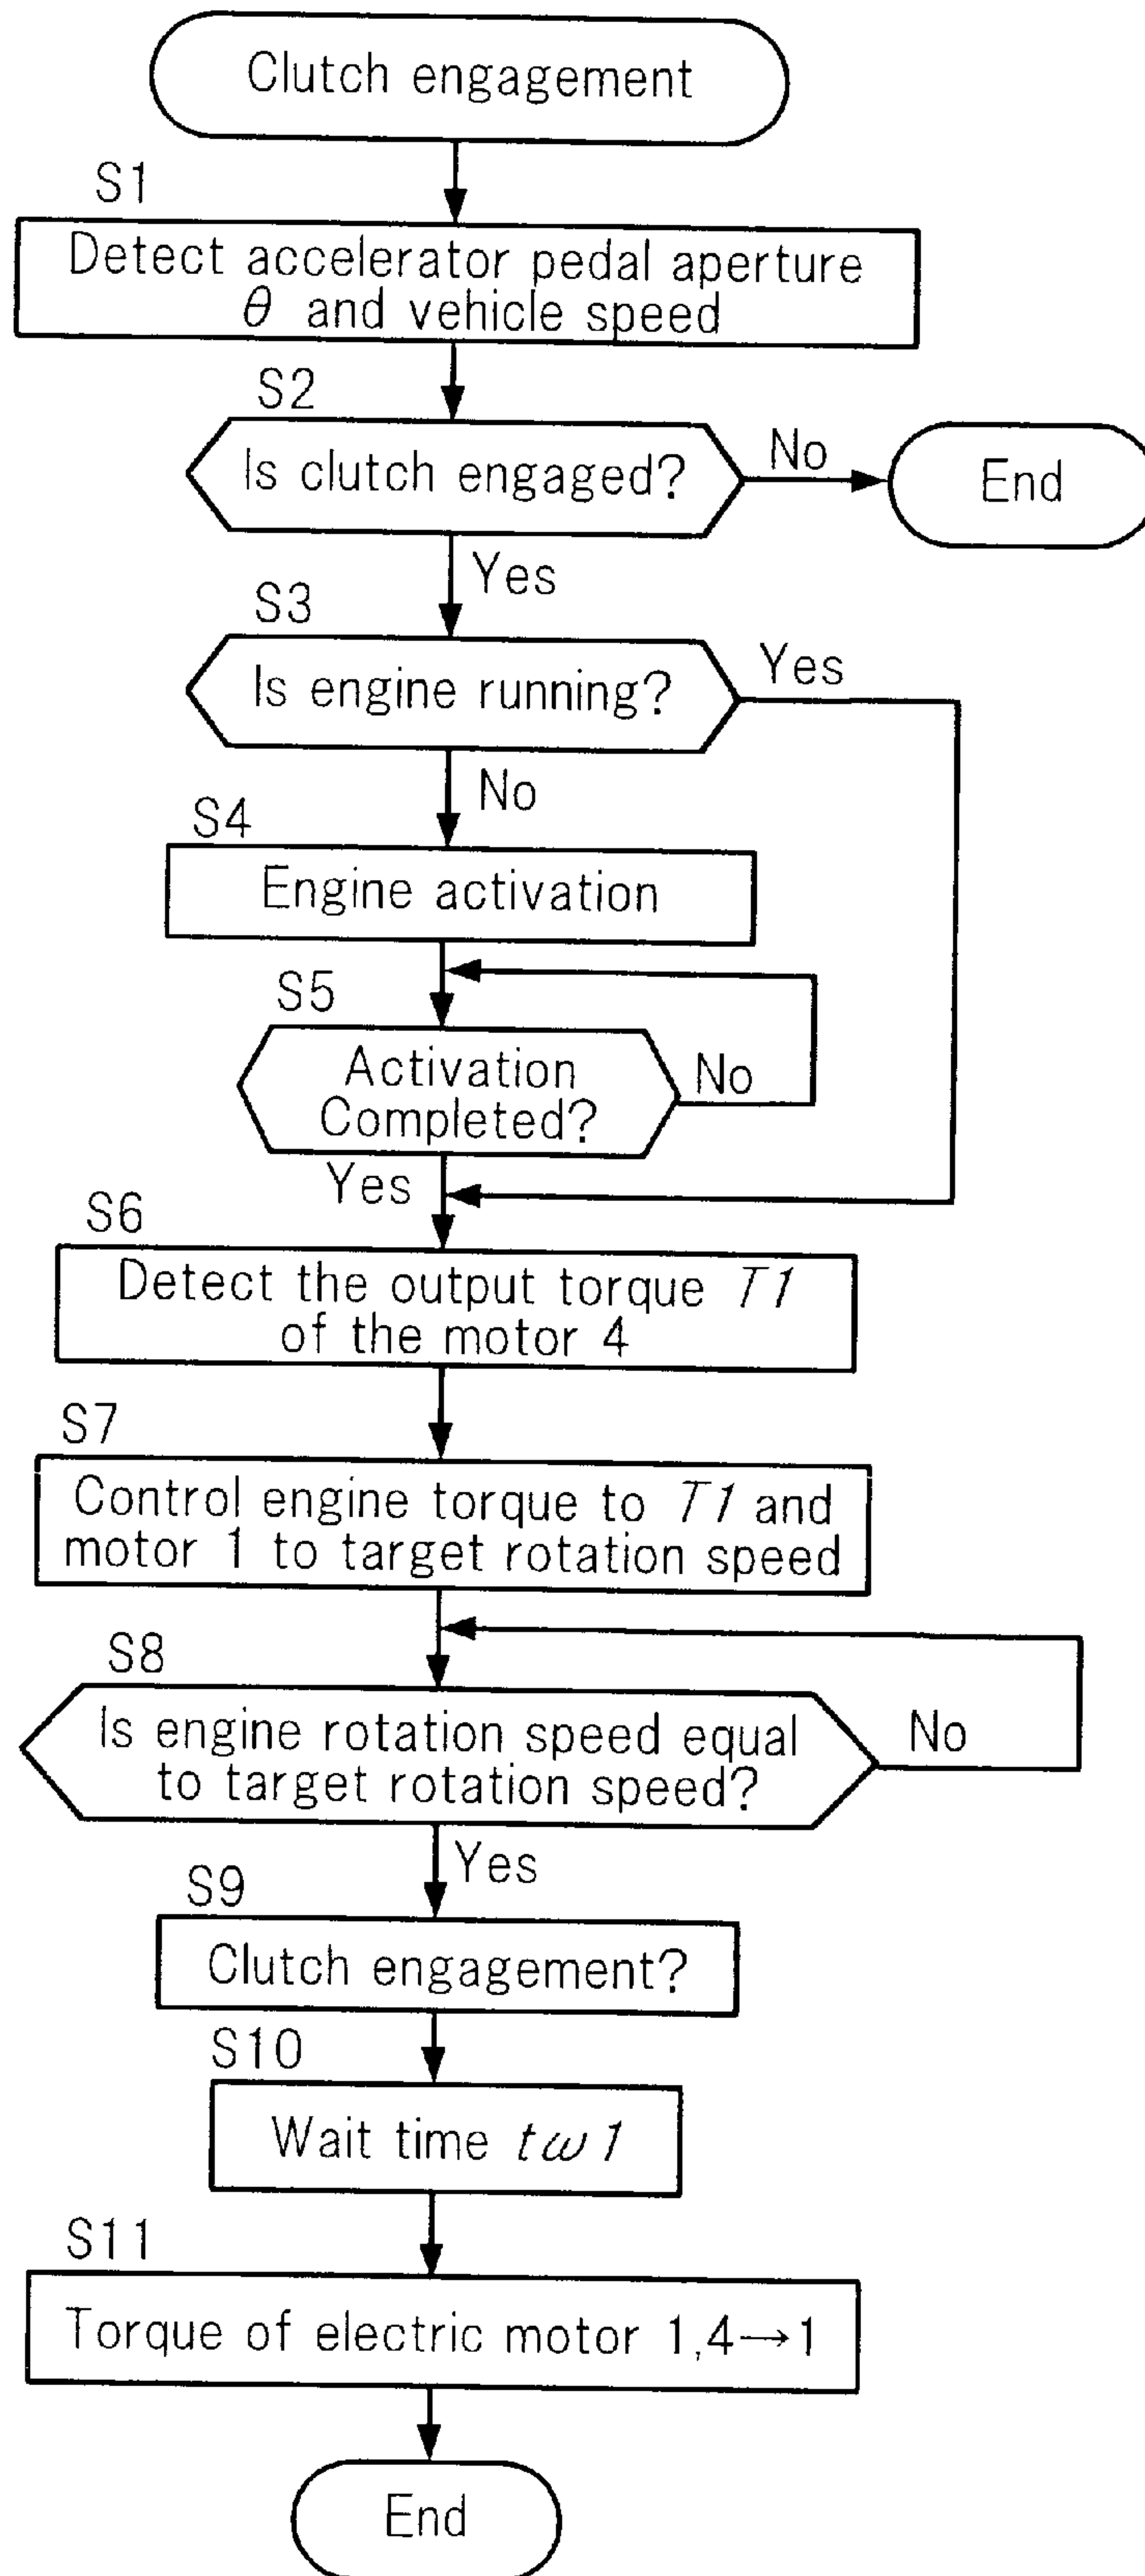 Clutch engagement
S1
Detect accelerator pedal aperture
θ and vehicle speed
S2
Is clutch engaged?
No
End
Yes
S3
Is engine running?
Yes
No
S4
Engine activation
S5
Activation
Completed?
No
Yes
S6
Detect the output torque T1
of the motor 4
S7
Control engine torque to T1 and
motor 1 to target rotation speed
S8
Is engine rotation speed equal
to target rotation speed?
No
Yes
S9
Clutch engagement?
S10
Wait time tω1
S11
Torque of electric motor 1,4→1
End